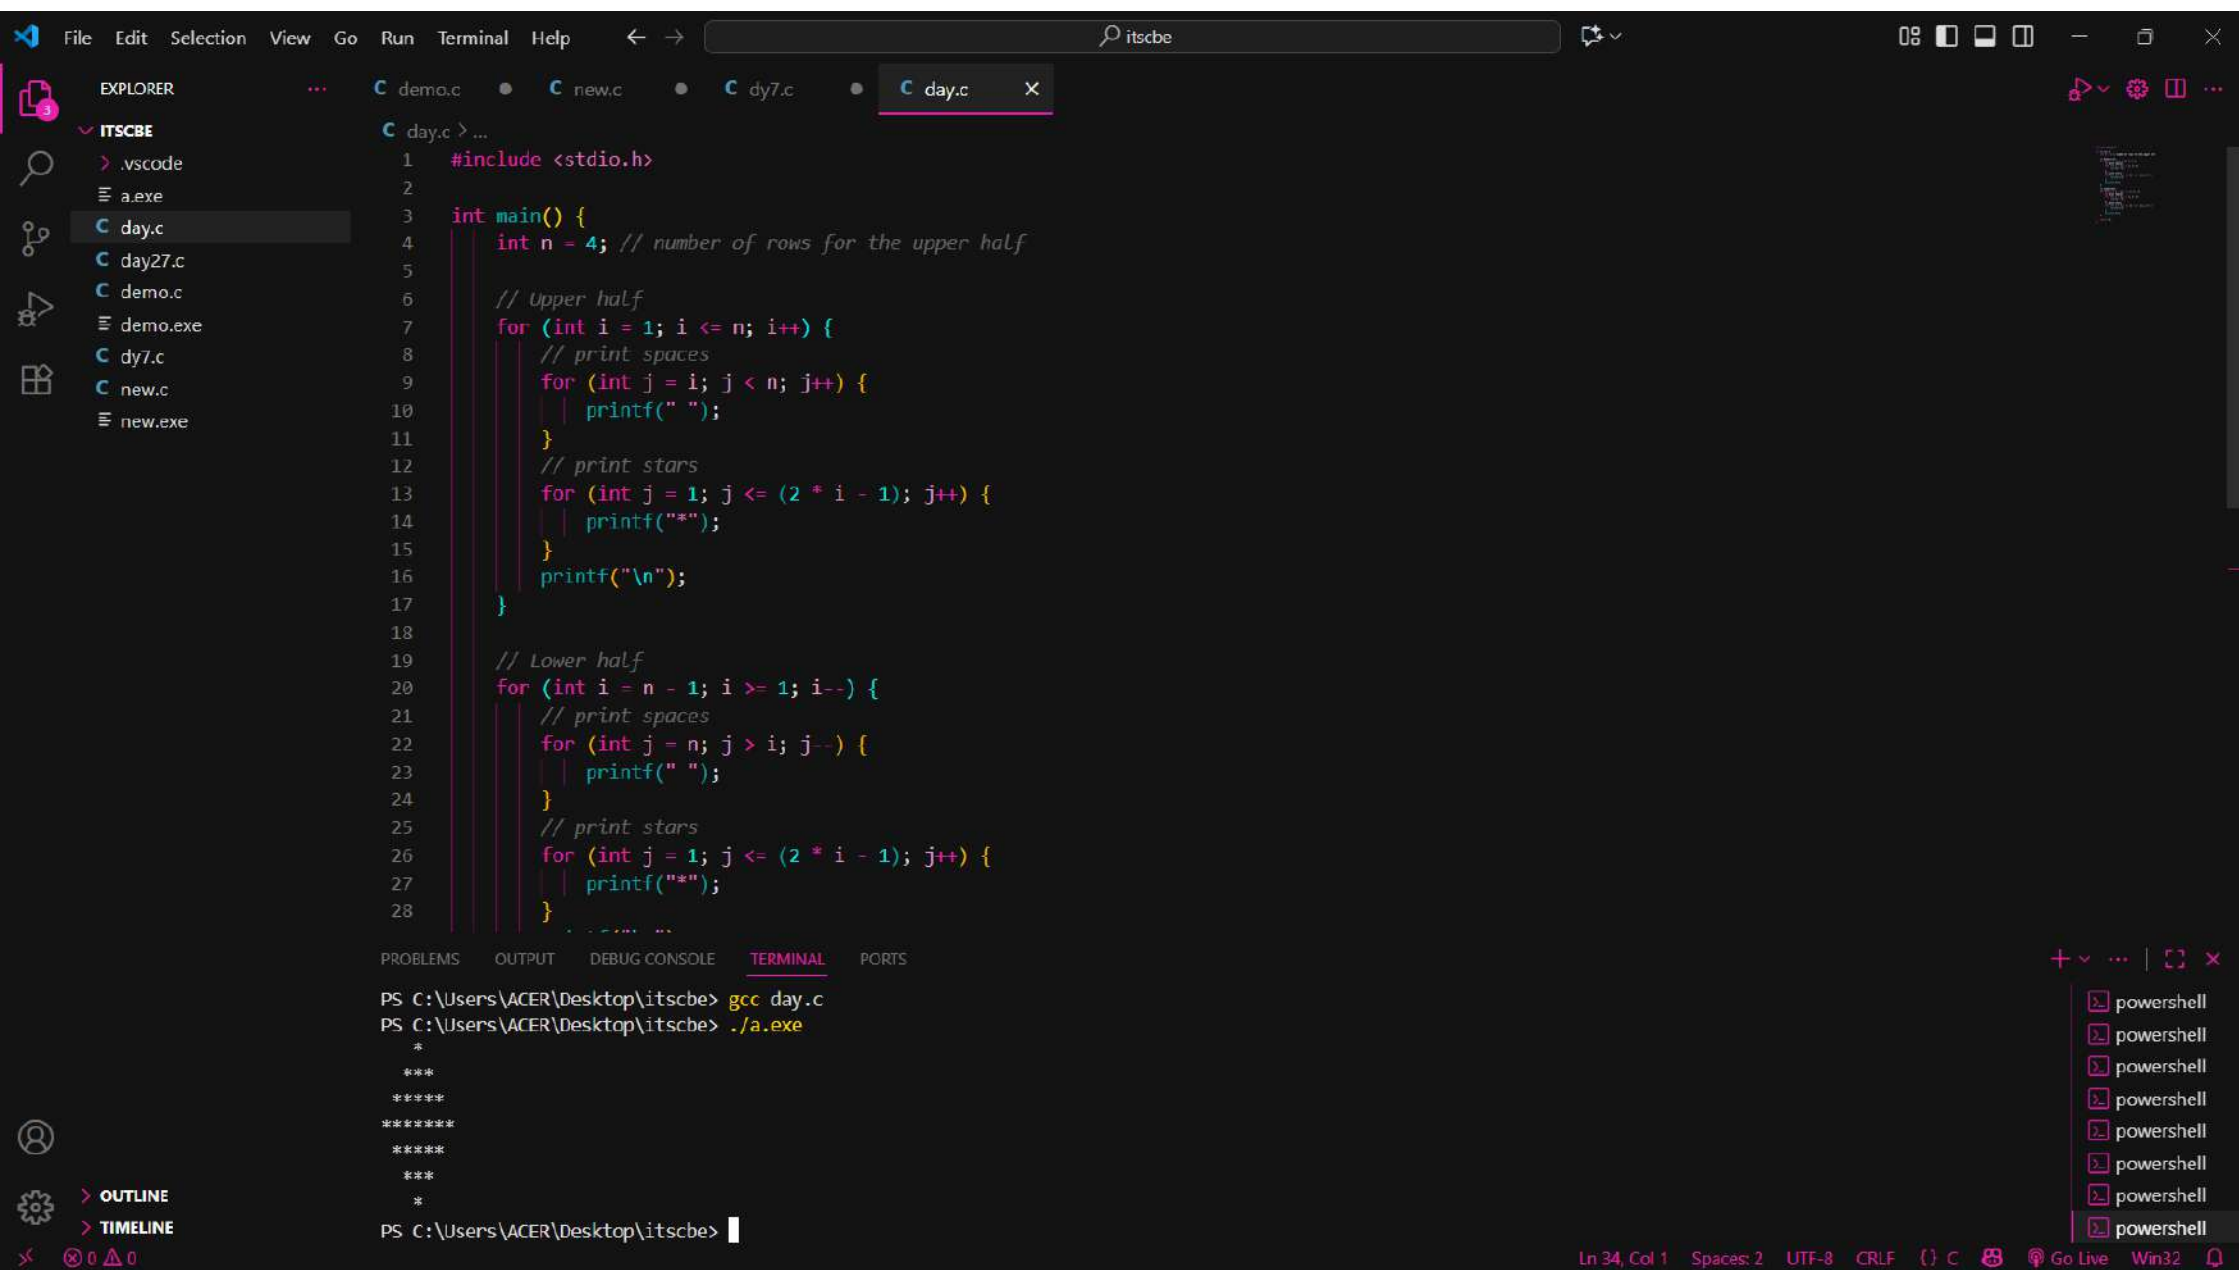 File Edit Selection View Go Run Terminal Help
itscbe
EXPLORER
ITSCBE
.vscode
a.exe
day.c
day27.c
demo.c
demo.exe
dy7.c
new.c
new.exe
OUTLINE
TIMELINE
3
C demo.c
C new.c
C dy7.c
C day.c
C day.c > ...
1 #include <stdio.h>
2
3 int main() {
4 int n = 4; // number of rows for the upper half
5
6 // Upper half
7 for (int i = 1; i <= n; i++) {
8 // print spaces
9 for (int j = i; j < n; j++) {
10 printf(" ");
11 }
12 // print stars
13 for (int j = 1; j <= (2 * i - 1); j++) {
14 printf("*");
15 }
16 printf("\n");
17 }
18
19 // Lower half
20 for (int i = n - 1; i >= 1; i--) {
21 // print spaces
22 for (int j = n; j > i; j--) {
23 printf(" ");
24 }
25 // print stars
26 for (int j = 1; j <= (2 * i - 1); j++) {
27 printf("*");
28 }
PROBLEMS OUTPUT DEBUG CONSOLE TERMINAL PORTS
PS C:\Users\ACER\Desktop\itscbe> gcc day.c
PS C:\Users\ACER\Desktop\itscbe> ./a.exe
   *
  ***
 *****
*******
 *****
  ***
   *
PS C:\Users\ACER\Desktop\itscbe>
powershell
powershell
powershell
powershell
powershell
powershell
powershell
powershell
0 0
Ln 34, Col 1 Spaces: 2 UTF-8 CRLF {} C Go Live Win32